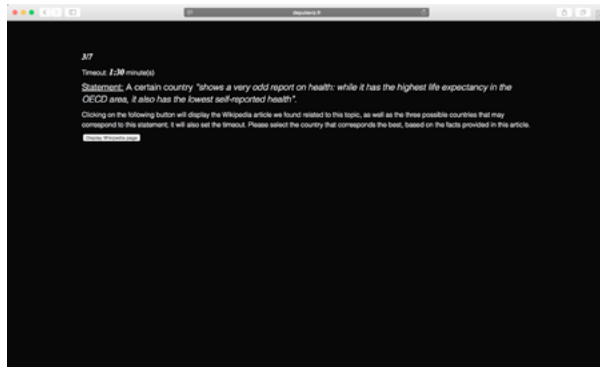 3/7
Timeout: 1:30 minute(s)
Statement: A certain country "shows a very odd report on health: while it has the highest life expectancy in the
OECD area, it also has the lowest self-reported health".
Clicking on the following button will display the Wikipedia article we found related to this topic, as well as the three possible countries that may
correspond to this statement; it will also set the timeout. Please select the country that corresponds the best, based on the facts provided in this article.
Display Wikipedia page